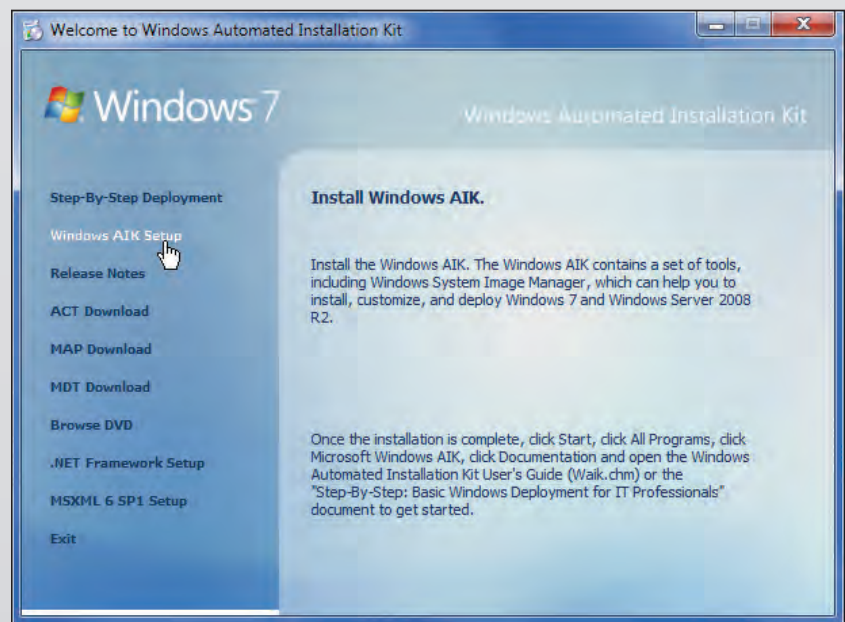 Welcome to Windows Automated Installation Kit
Windows 7
Windows Automated Installation Kit
Step-By-Step Deployment
Windows AIK Setup
Release Notes
ACT Download
MAP Download
MDT Download
Browse DVD
.NET Framework Setup
MSXML 6 SP1 Setup
Exit
Install Windows AIK.
Install the Windows AIK. The Windows AIK contains a set of tools,
including Windows System Image Manager, which can help you to
install, customize, and deploy Windows 7 and Windows Server 2008
R2.
Once the installation is complete, click Start, click All Programs, click
Microsoft Windows AIK, click Documentation and open the Windows
Automated Installation Kit User's Guide (Waik.chm) or the
"Step-By-Step: Basic Windows Deployment for IT Professionals"
document to get started.